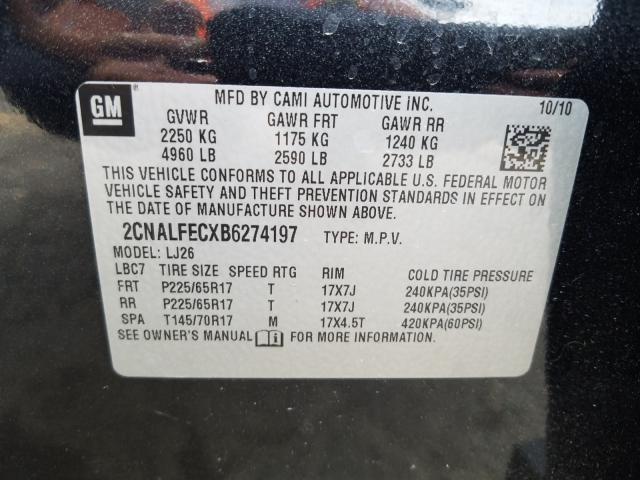 GM
MFD BY CAMI AUTOMOTIVE INC. 10/10
GVWR GAWR FRT GAWR RR
2250 KG 1175 KG 1240 KG
4960 LB 2590 LB 2733 LB
THIS VEHICLE CONFORMS TO ALL APPLICABLE U.S. FEDERAL MOTOR
VEHICLE SAFETY AND THEFT PREVENTION STANDARDS IN EFFECT ON
THE DATE OF MANUFACTURE SHOWN ABOVE.
2CNALFECXB6274197 TYPE: M.P.V.
MODEL: LJ26
LBC7 TIRE SIZE SPEED RTG RIM COLD TIRE PRESSURE
FRT P225/65R17 T 17X7J 240KPA(35PSI)
RR P225/65R17 T 17X7J 240KPA(35PSI)
SPA T145/70R17 M 17X4.5T 420KPA(60PSI)
SEE OWNER'S MANUAL i FOR MORE INFORMATION.